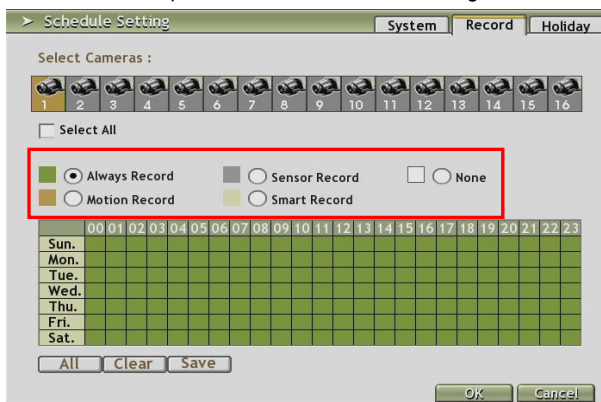 Schedule Setting
System Record Holiday
Select Cameras :
1 2 3 4 5 6 7 8 9 10 11 12 13 14 15 16
Select All
Always Record Sensor Record None
Motion Record Smart Record
00 01 02 03 04 05 06 07 08 09 10 11 12 13 14 15 16 17 18 19 20 21 22 23
Sun.
Mon.
Tue.
Wed.
Thu.
Fri.
Sat.
All Clear Save
OK Cancel